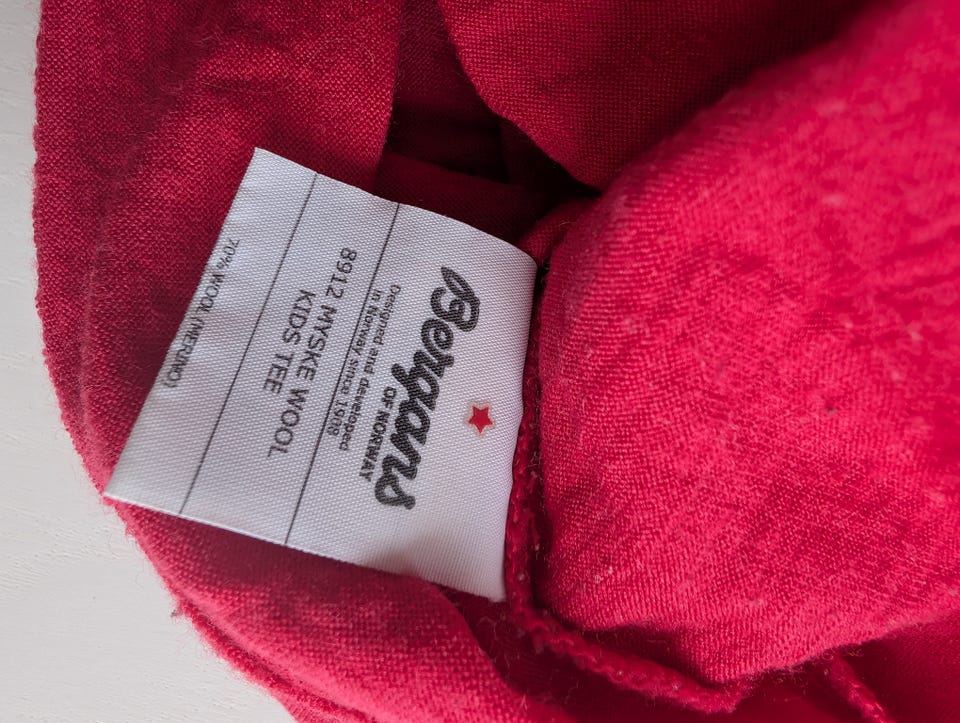 Bergans
OF NORWAY
Designed and developed
in Norway since 1908
8912 MYSKE WOOL
KIDS TEE
70% WOOL (MERINO)